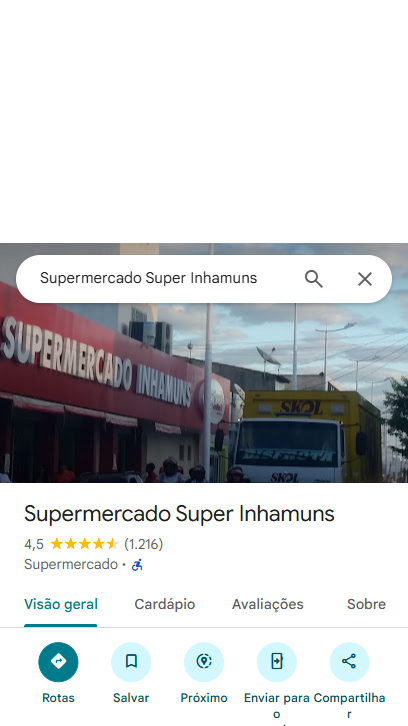 Supermercado Super Inhamuns
SUPERMERCADO INHAMUNS
SKOL
SKOL
Supermercado Super Inhamuns
4,5 (1.216)
Supermercado ·
Visão geral Cardápio Avaliações Sobre
Rotas Salvar Próximo Enviar para o Compartilhar